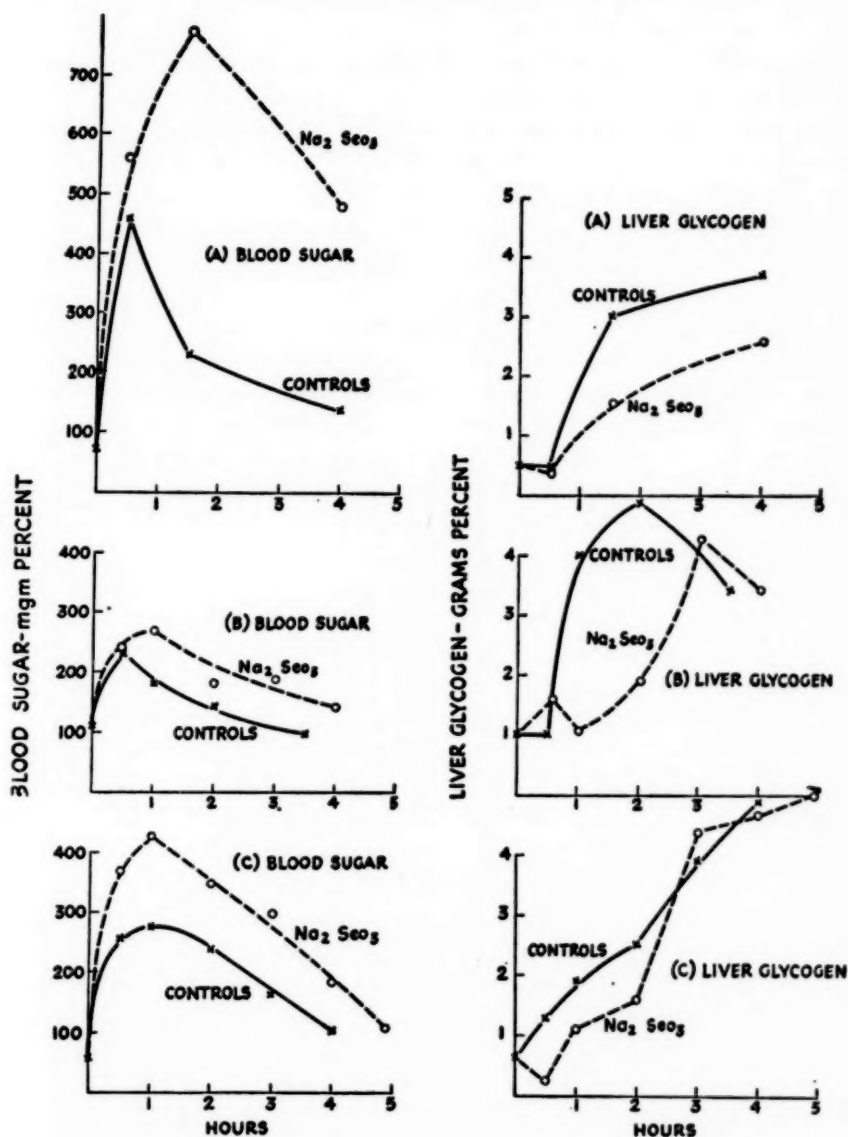 BLOOD SUGAR-mgm PERCENT
700
600
500
400
300
200
100
1 2 3 4 5
Na₂ Seo₃
(A) BLOOD SUGAR
CONTROLS
400
300
200
100
1 2 3 4 5
(B) BLOOD SUGAR
Na₂ Seo₃
CONTROLS
400
300
200
100
1 2 3 4 5
(C) BLOOD SUGAR
Na₂ Seo₃
CONTROLS
HOURS
LIVER GLYCOGEN-GRAMS PERCENT
5
4
3
2
1
1 2 3 4 5
(A) LIVER GLYCOGEN
CONTROLS
Na₂ Seo₃
4
3
2
1
1 2 3 4 5
CONTROLS
Na₂ Seo₃
(B) LIVER GLYCOGEN
4
3
2
1
1 2 3 4 5
CONTROLS
(C) LIVER GLYCOGEN
Na₂ Seo₃
HOURS